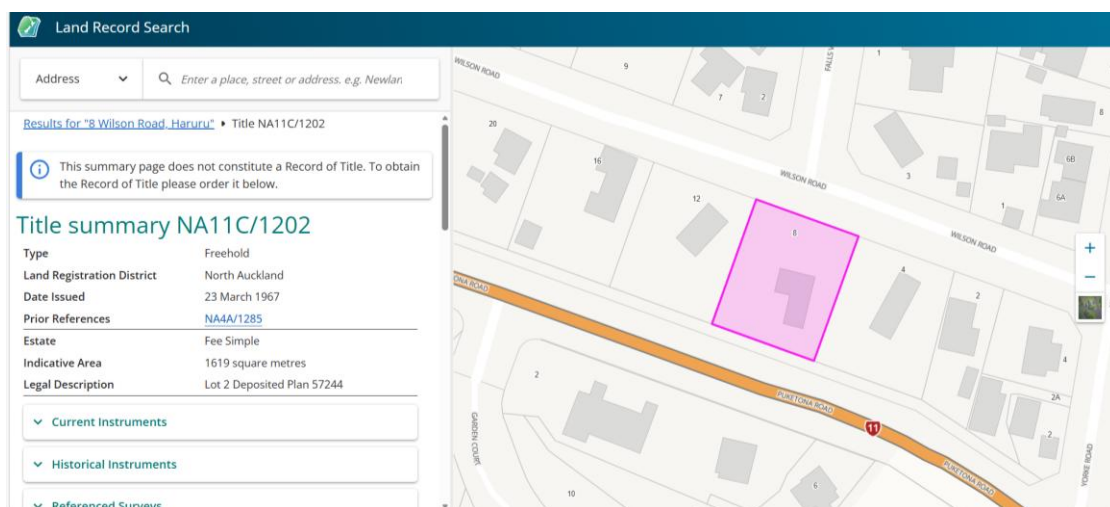 Land Record Search
Address
Enter a place, street or address. e.g. Newlan
Results for "8 Wilson Road, Haruru" ▸ Title NA11C/1202
This summary page does not constitute a Record of Title. To obtain
the Record of Title please order it below.
Title summary NA11C/1202
Type Freehold
Land Registration District North Auckland
Date Issued 23 March 1967
Prior References NA4A/1285
Estate Fee Simple
Indicative Area 1619 square metres
Legal Description Lot 2 Deposited Plan 57244
Current Instruments
Historical Instruments
Referenced Surveys
WILSON ROAD
9
7
2
1
8
20
16
12
WILSON ROAD
3
6B
6A
1
8
WILSON ROAD
4
2
4
2A
2
ONA ROAD
PUKETONA ROAD
11
PUKETONA ROAD
2
GARDEN COURT
10
6
YORKE ROAD
+
−